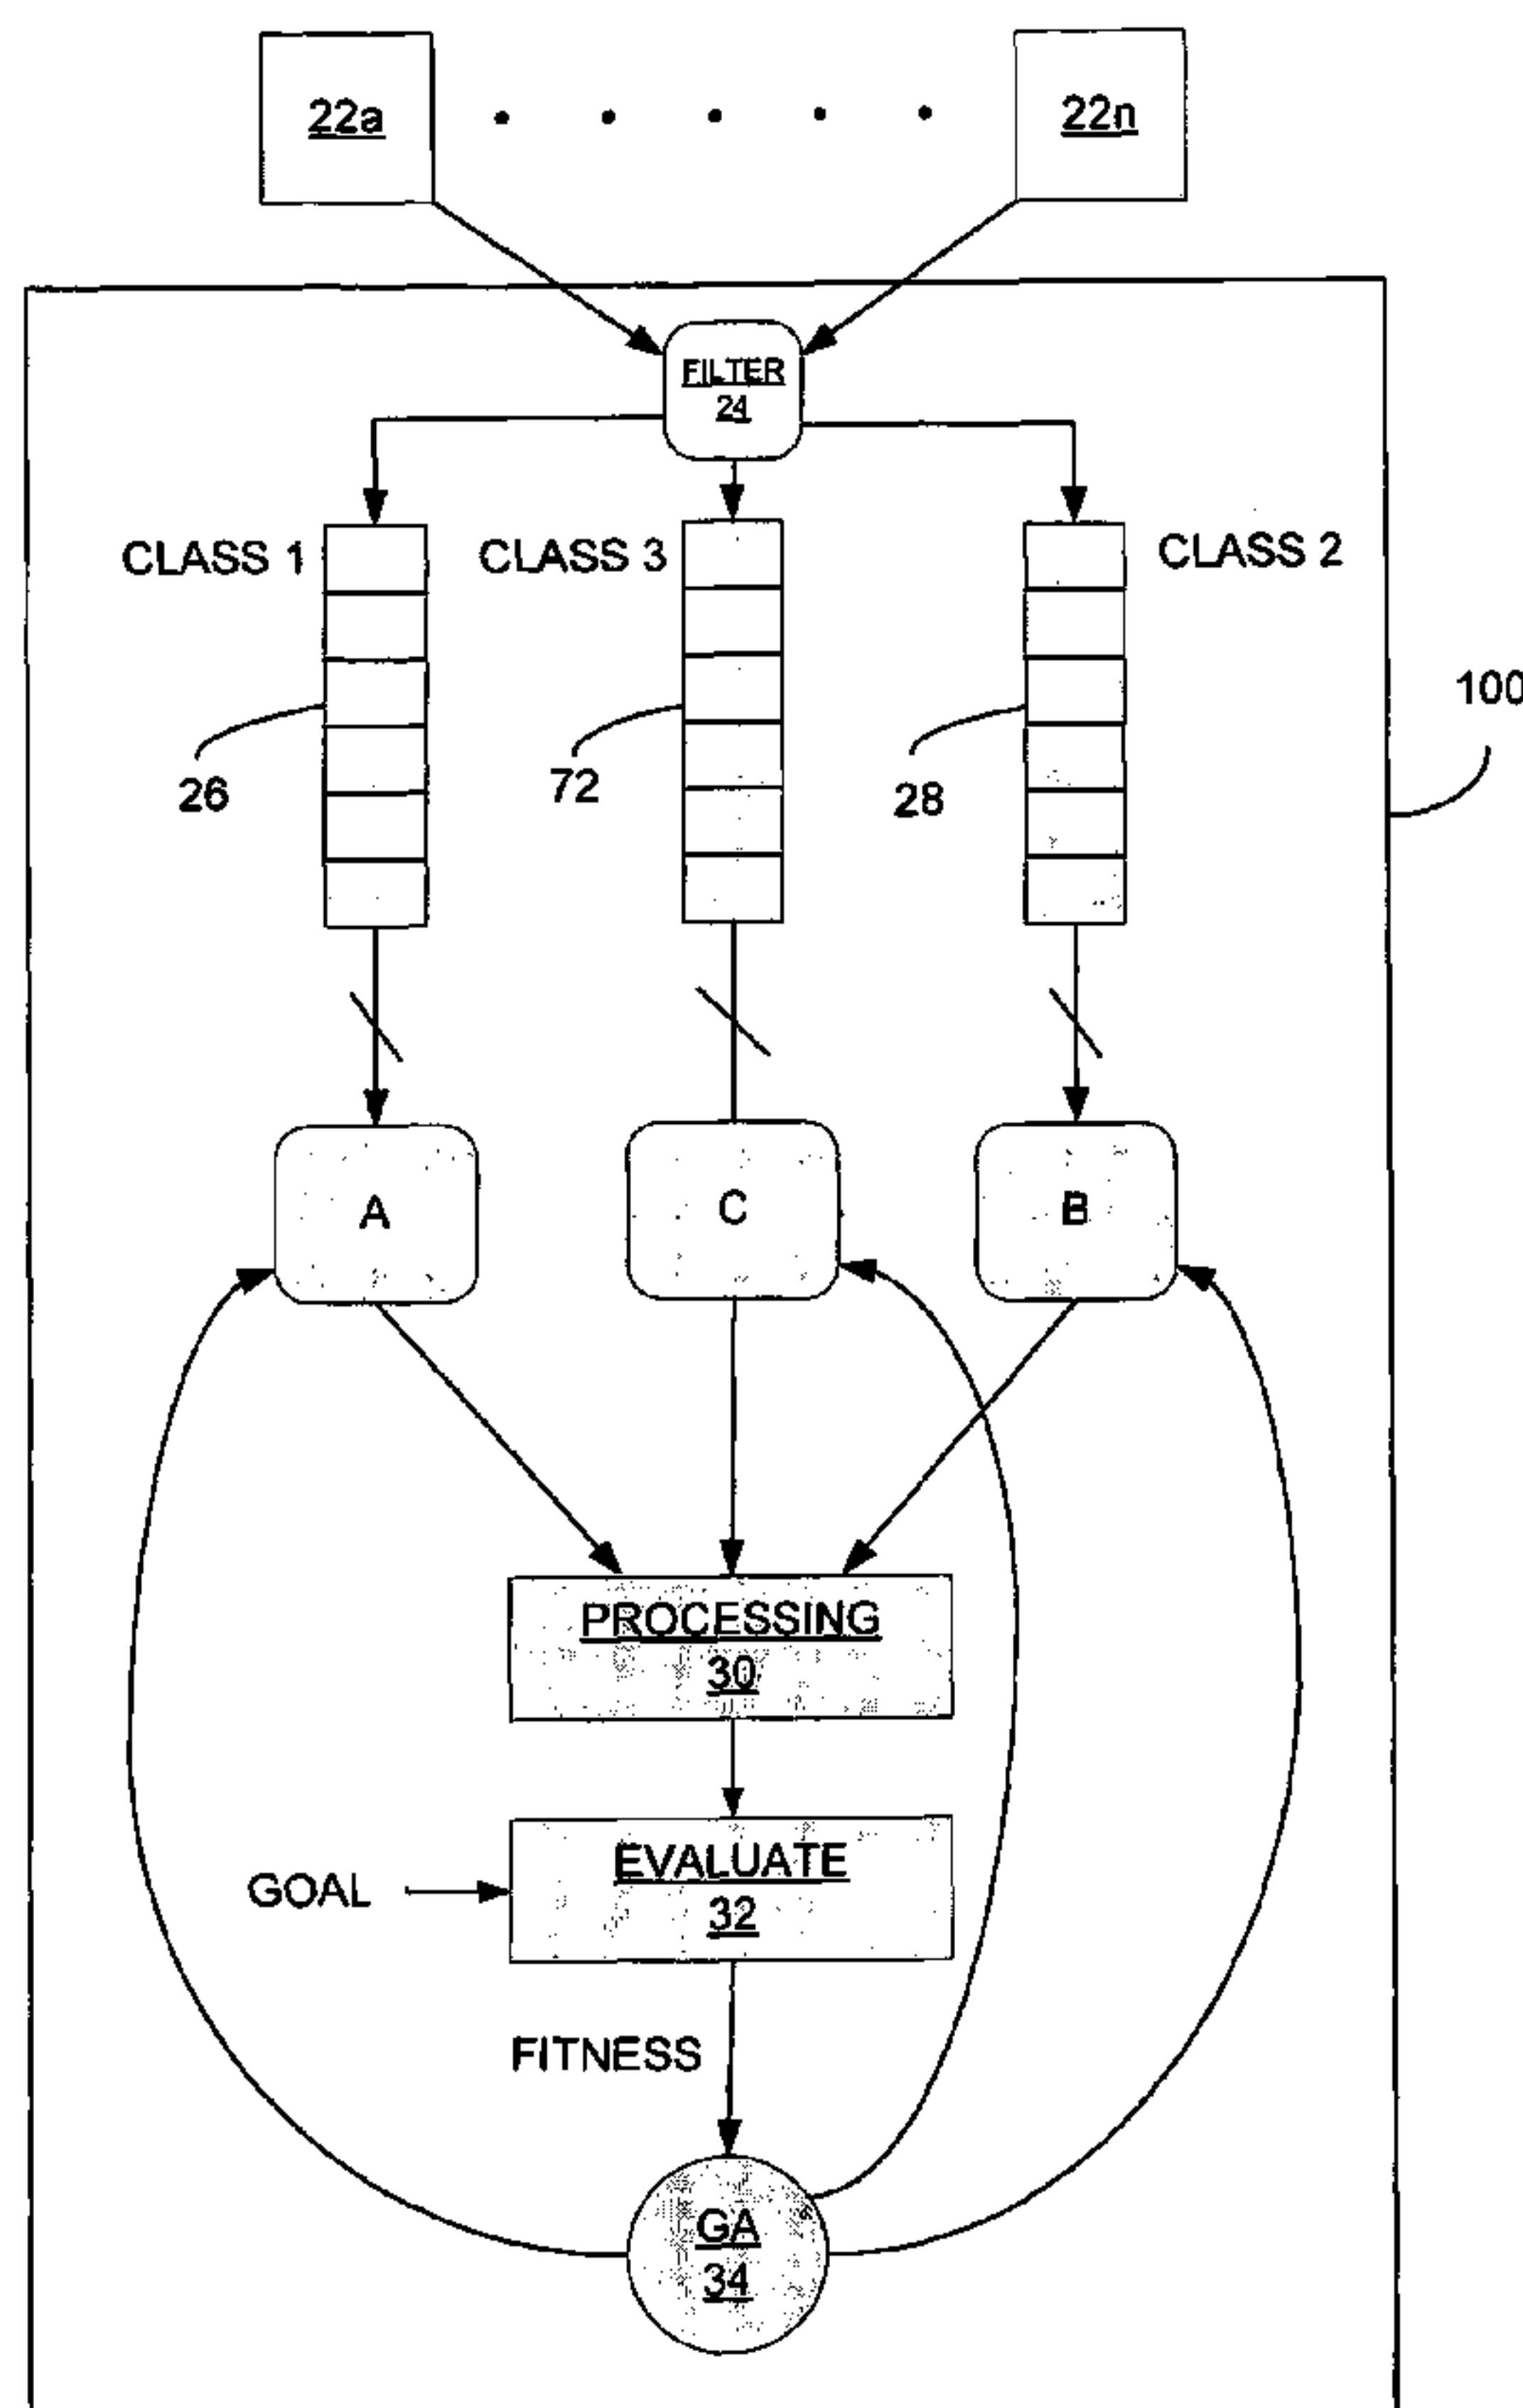 22a
22n
FILTER
24
CLASS 1
CLASS 3
CLASS 2
100
26
72
28
A
C
B
PROCESSING
30
GOAL
EVALUATE
32
FITNESS
GA
34